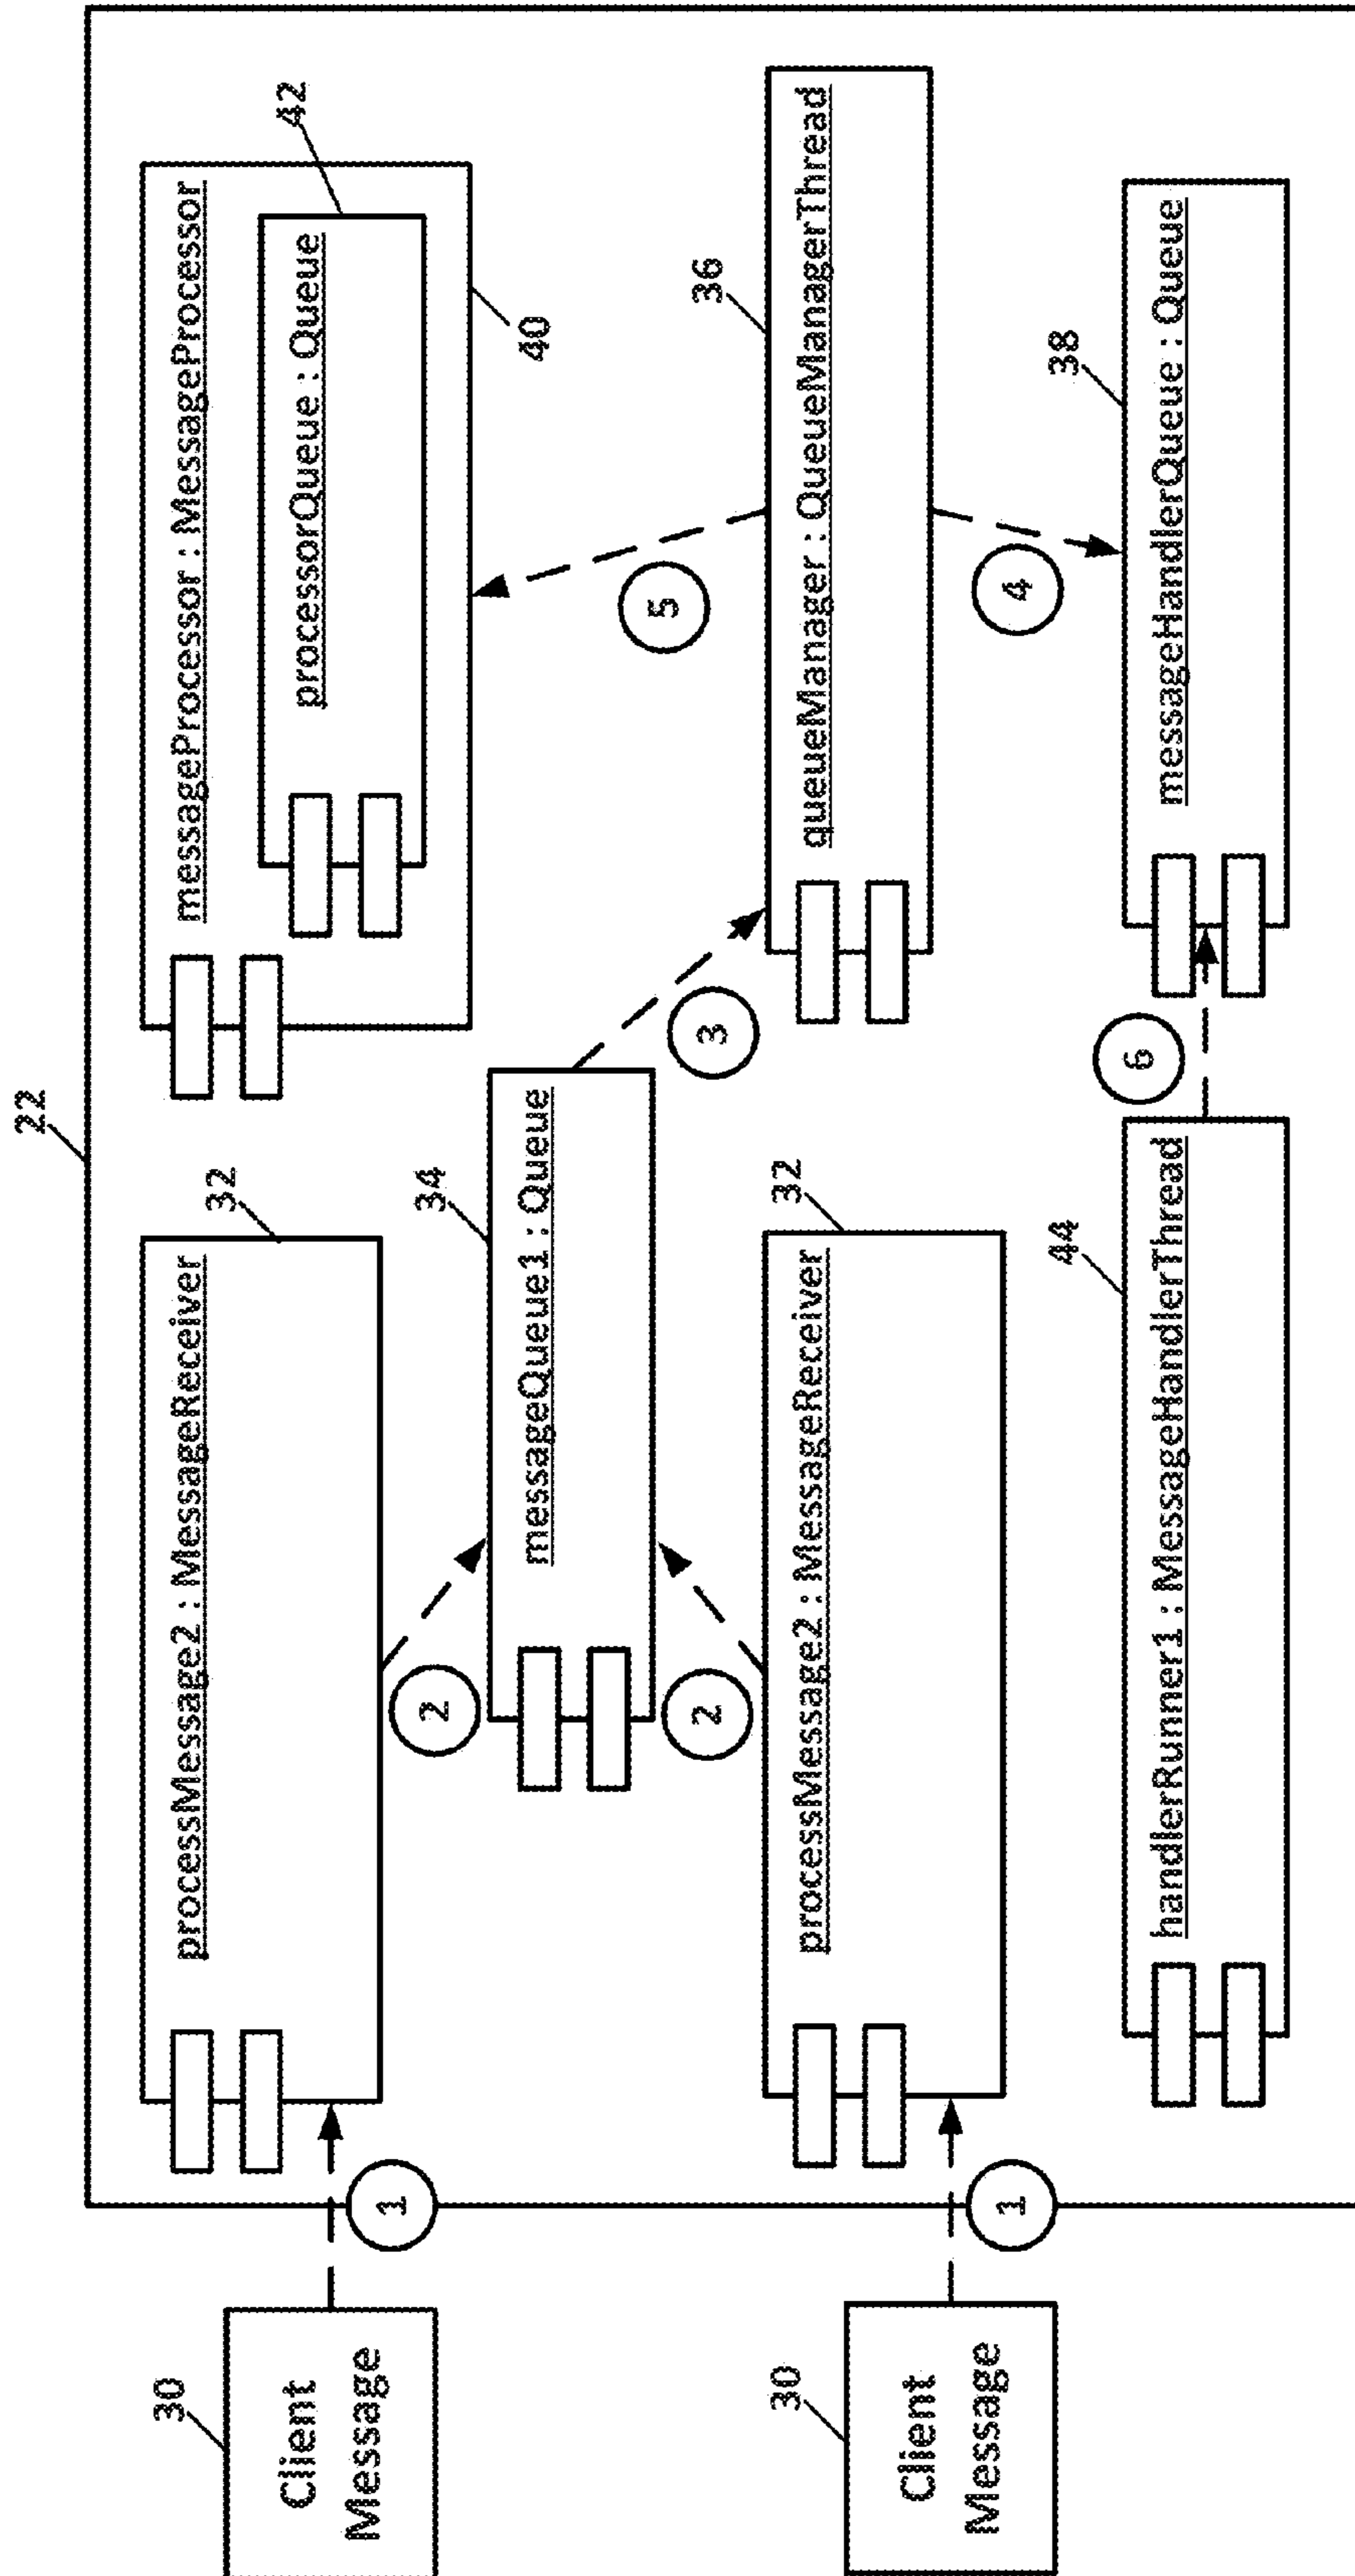 22
30
Client
Message
1
32
processMessage2 : MessageReceiver
2
34
messageQueue1 : Queue
3
messageProcessor : MessageProcessor
42
processorQueue : Queue
40
5
30
Client
Message
1
32
processMessage2 : MessageReceiver
2
36
queueManager : QueueManagerThread
4
44
handlerRunner1 : MessageHandlerThread
6
38
messageHandlerQueue : Queue